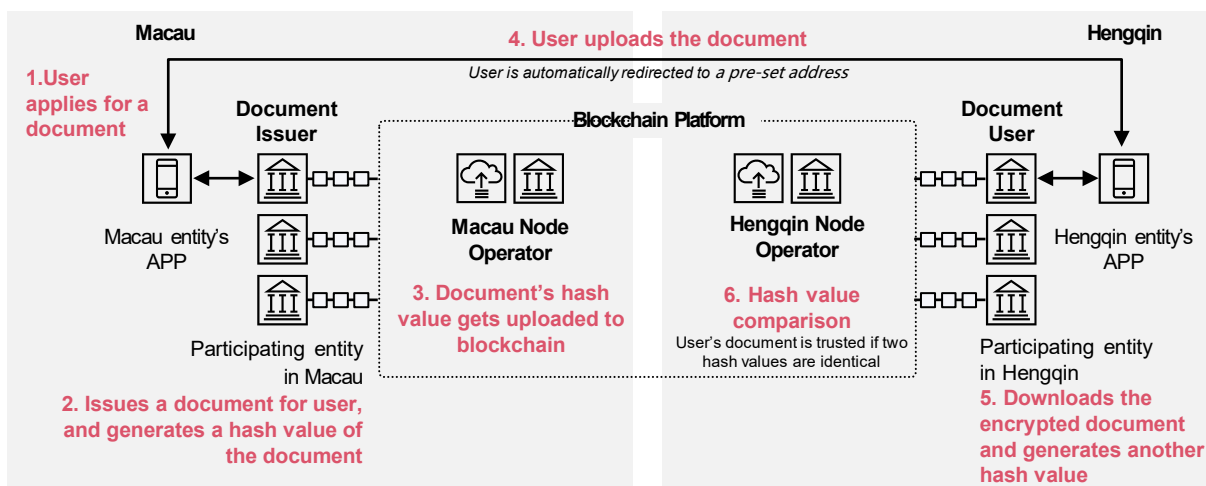 Macau
4. User uploads the document
Hengqin
User is automatically redirected to a pre-set address
1.User
applies for a
document
Document
Issuer
Blockchain Platform
Document
User
Macau entity's
APP
Macau Node
Operator
Hengqin Node
Operator
Hengqin entity's
APP
3. Document's hash
value gets uploaded to
blockchain
6. Hash value
comparison
User's document is trusted if two
hash values are identical
Participating entity
in Macau
Participating entity
in Hengqin
2. Issues a document for user,
and generates a hash value of
the document
5. Downloads the
encrypted document
and generates another
hash value